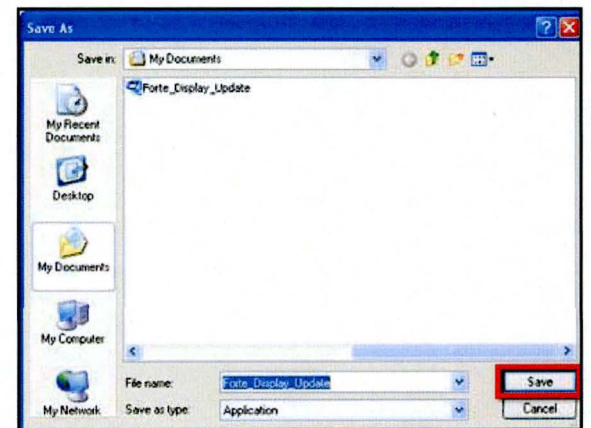 Save As
Save in:
My Documents
Forte_Display_Update
My Recent
Documents
Desktop
My Documents
My Computer
My Network
File name:
Forte_Display_Update
Save
Save as type:
Application
Cancel